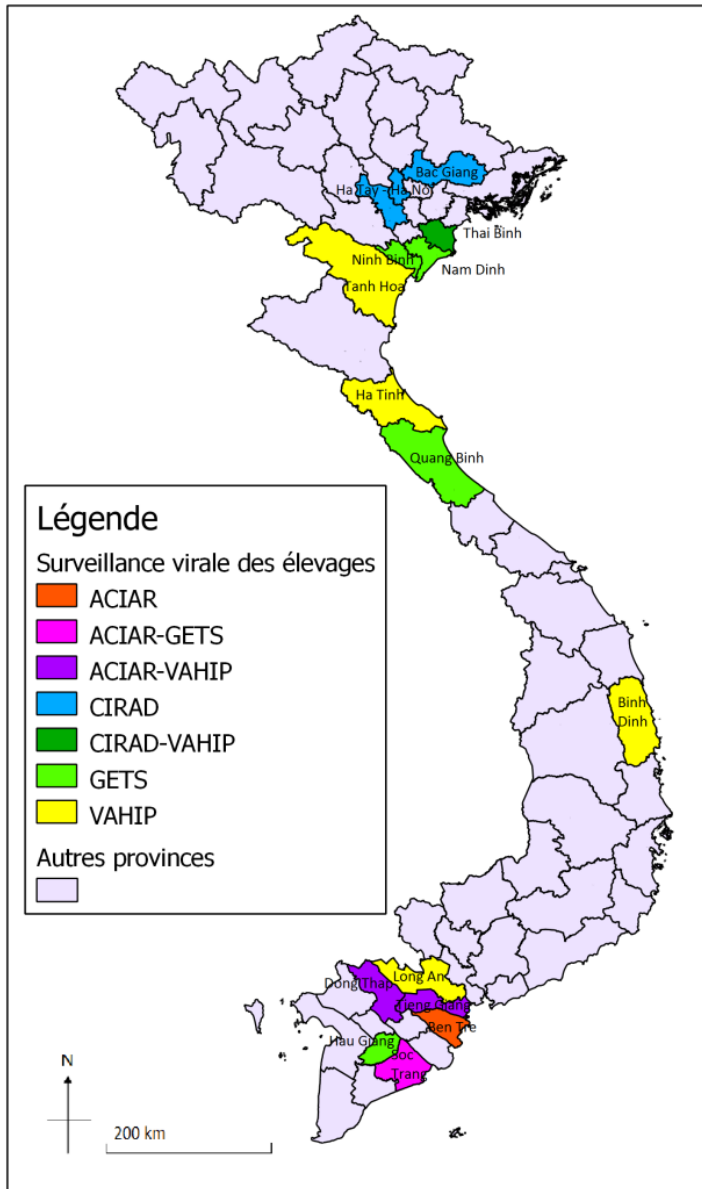 Bac Giang
Ha Tay - Ha Noi
Thai Binh
Ninh Binh
Nam Dinh
Tanh Hoa
Ha Tinh
Quang Binh
Légende
Surveillance virale des élevages
ACIAR
ACIAR-GETS
ACIAR-VAHIP
CIRAD
CIRAD-VAHIP
GETS
VAHIP
Autres provinces
Binh
Dinh
Long An
Dong Thap
Tieng Giang
Ben Tre
Hau Giang
Soc
Trang
N
200 km